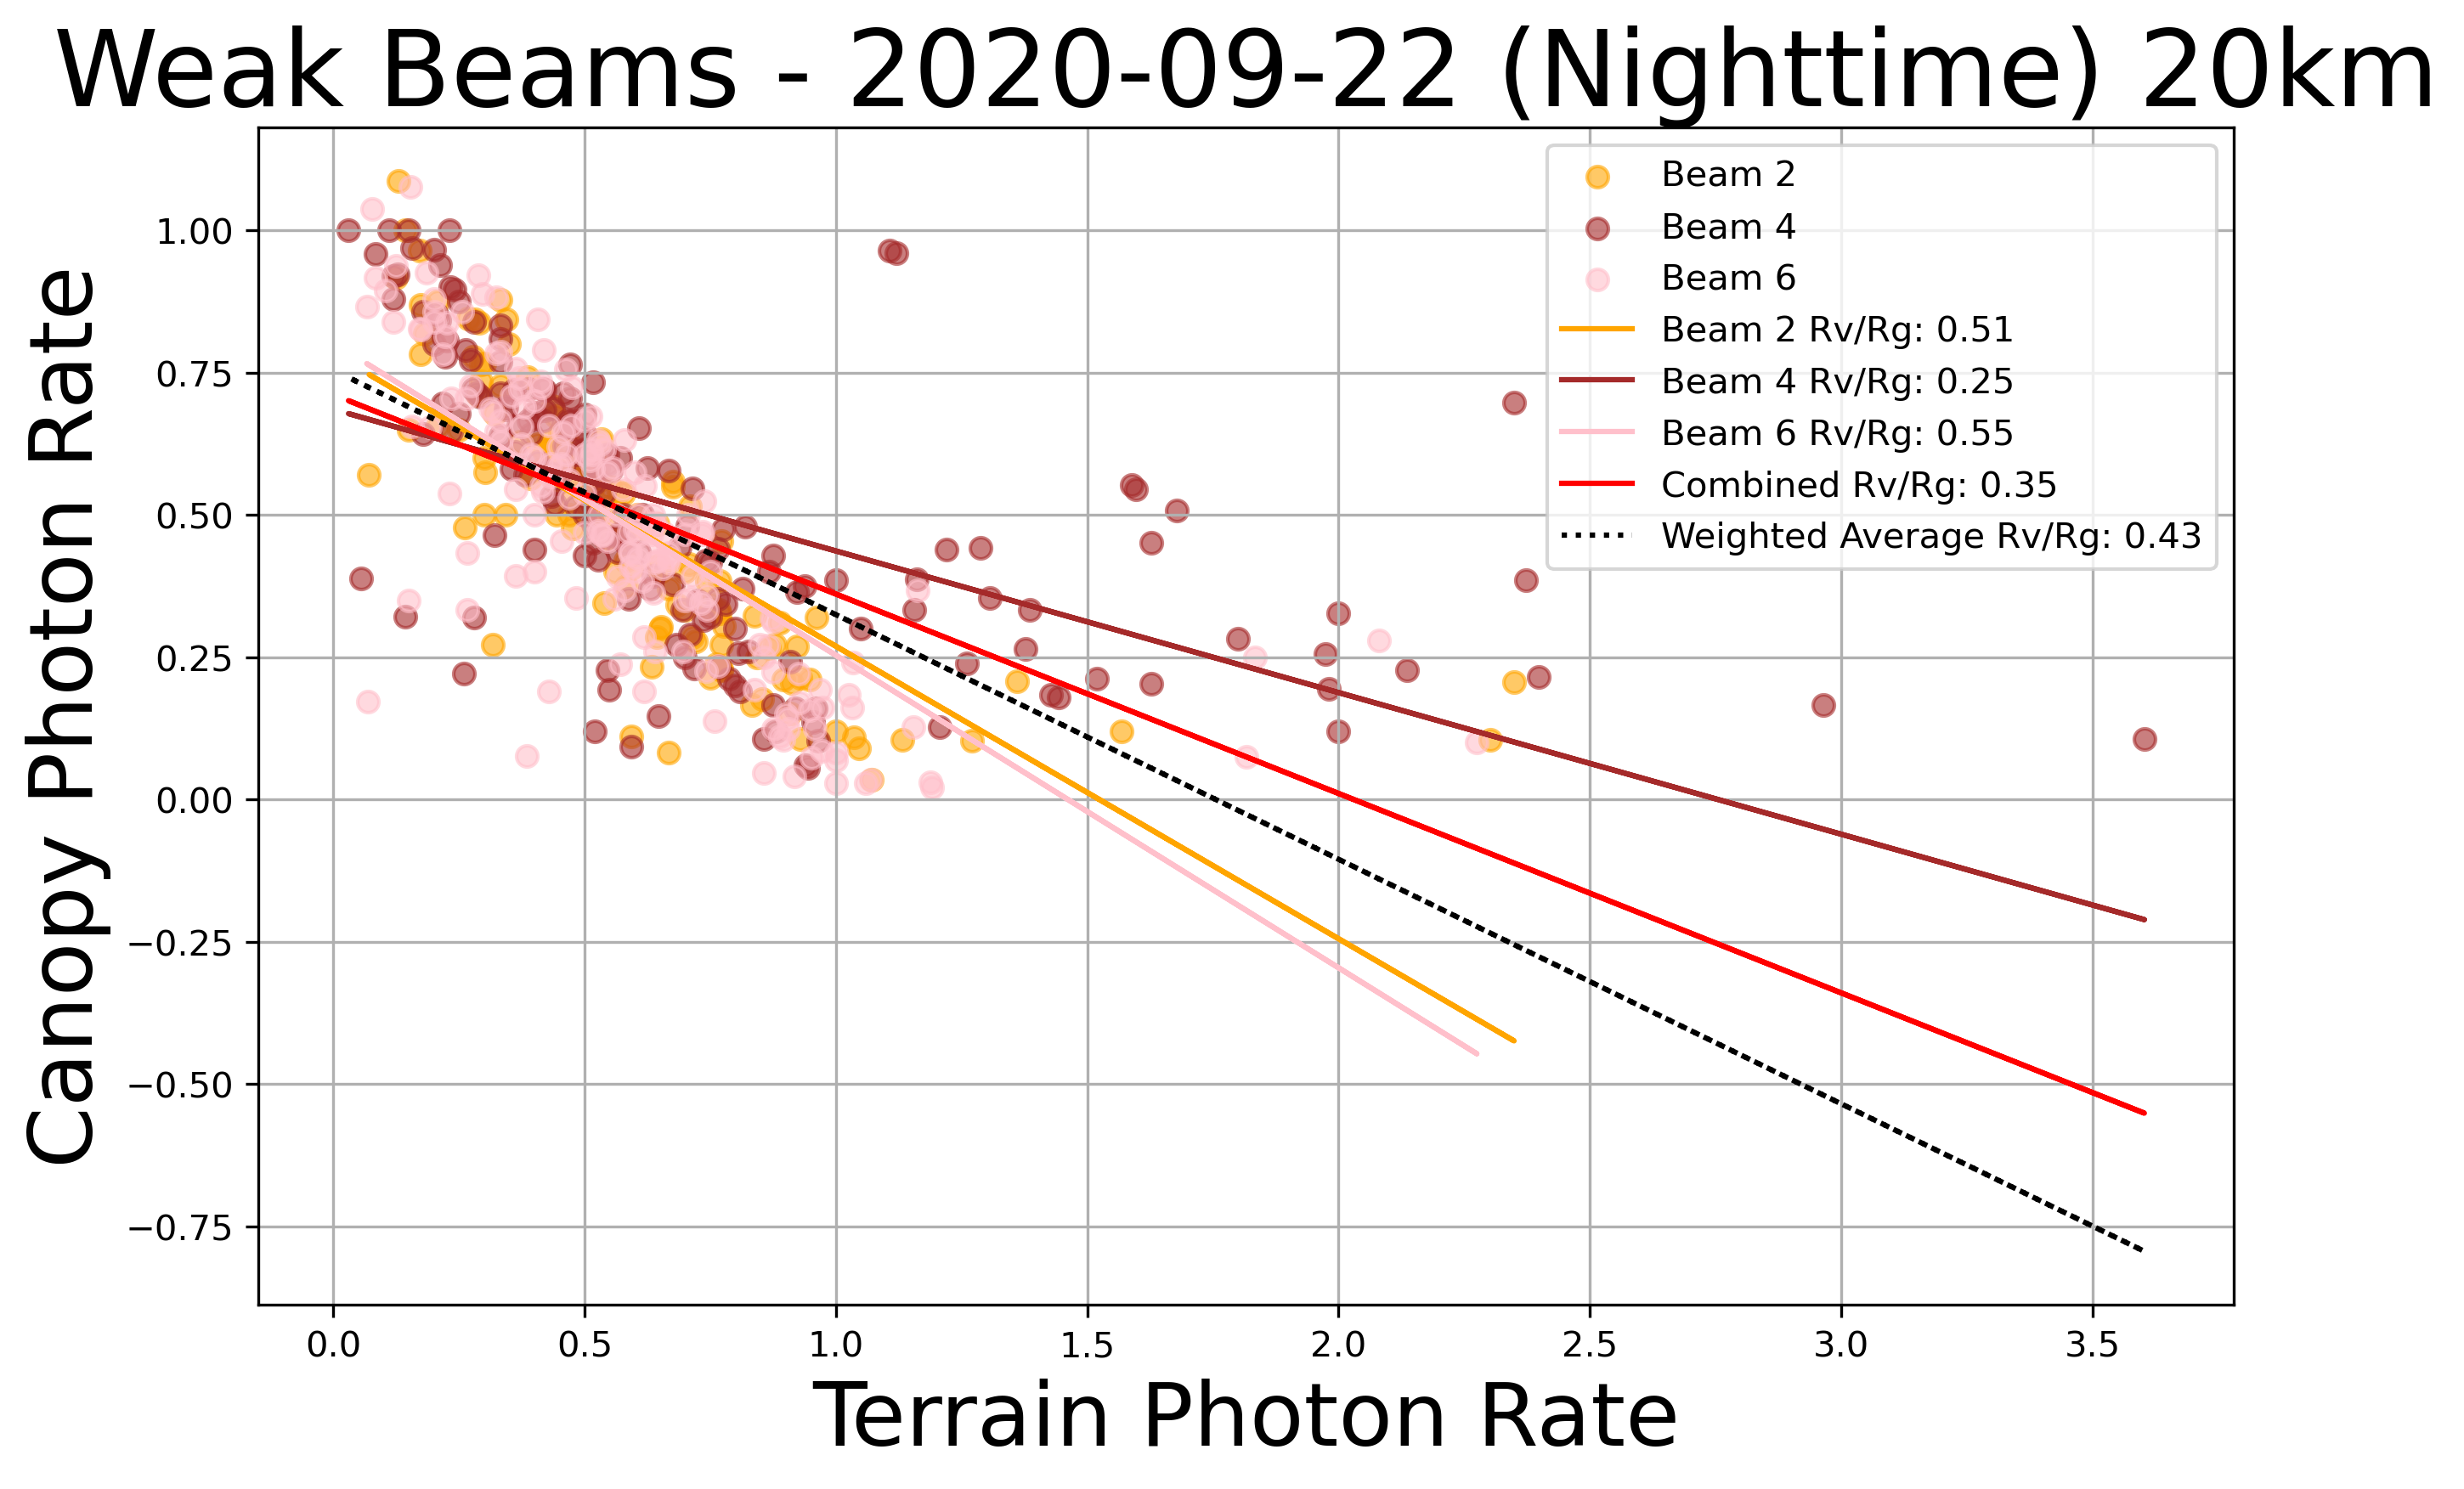 Weak Beams - 2020-09-22 (Nighttime) 20km
Canopy Photon Rate
1.00
0.75
0.50
0.25
0.00
−0.25
−0.50
−0.75
Beam 2
Beam 4
Beam 6
Beam 2 Rv/Rg: 0.51
Beam 4 Rv/Rg: 0.25
Beam 6 Rv/Rg: 0.55
Combined Rv/Rg: 0.35
Weighted Average Rv/Rg: 0.43
0.0 0.5 1.0 1.5 2.0 2.5 3.0 3.5
Terrain Photon Rate